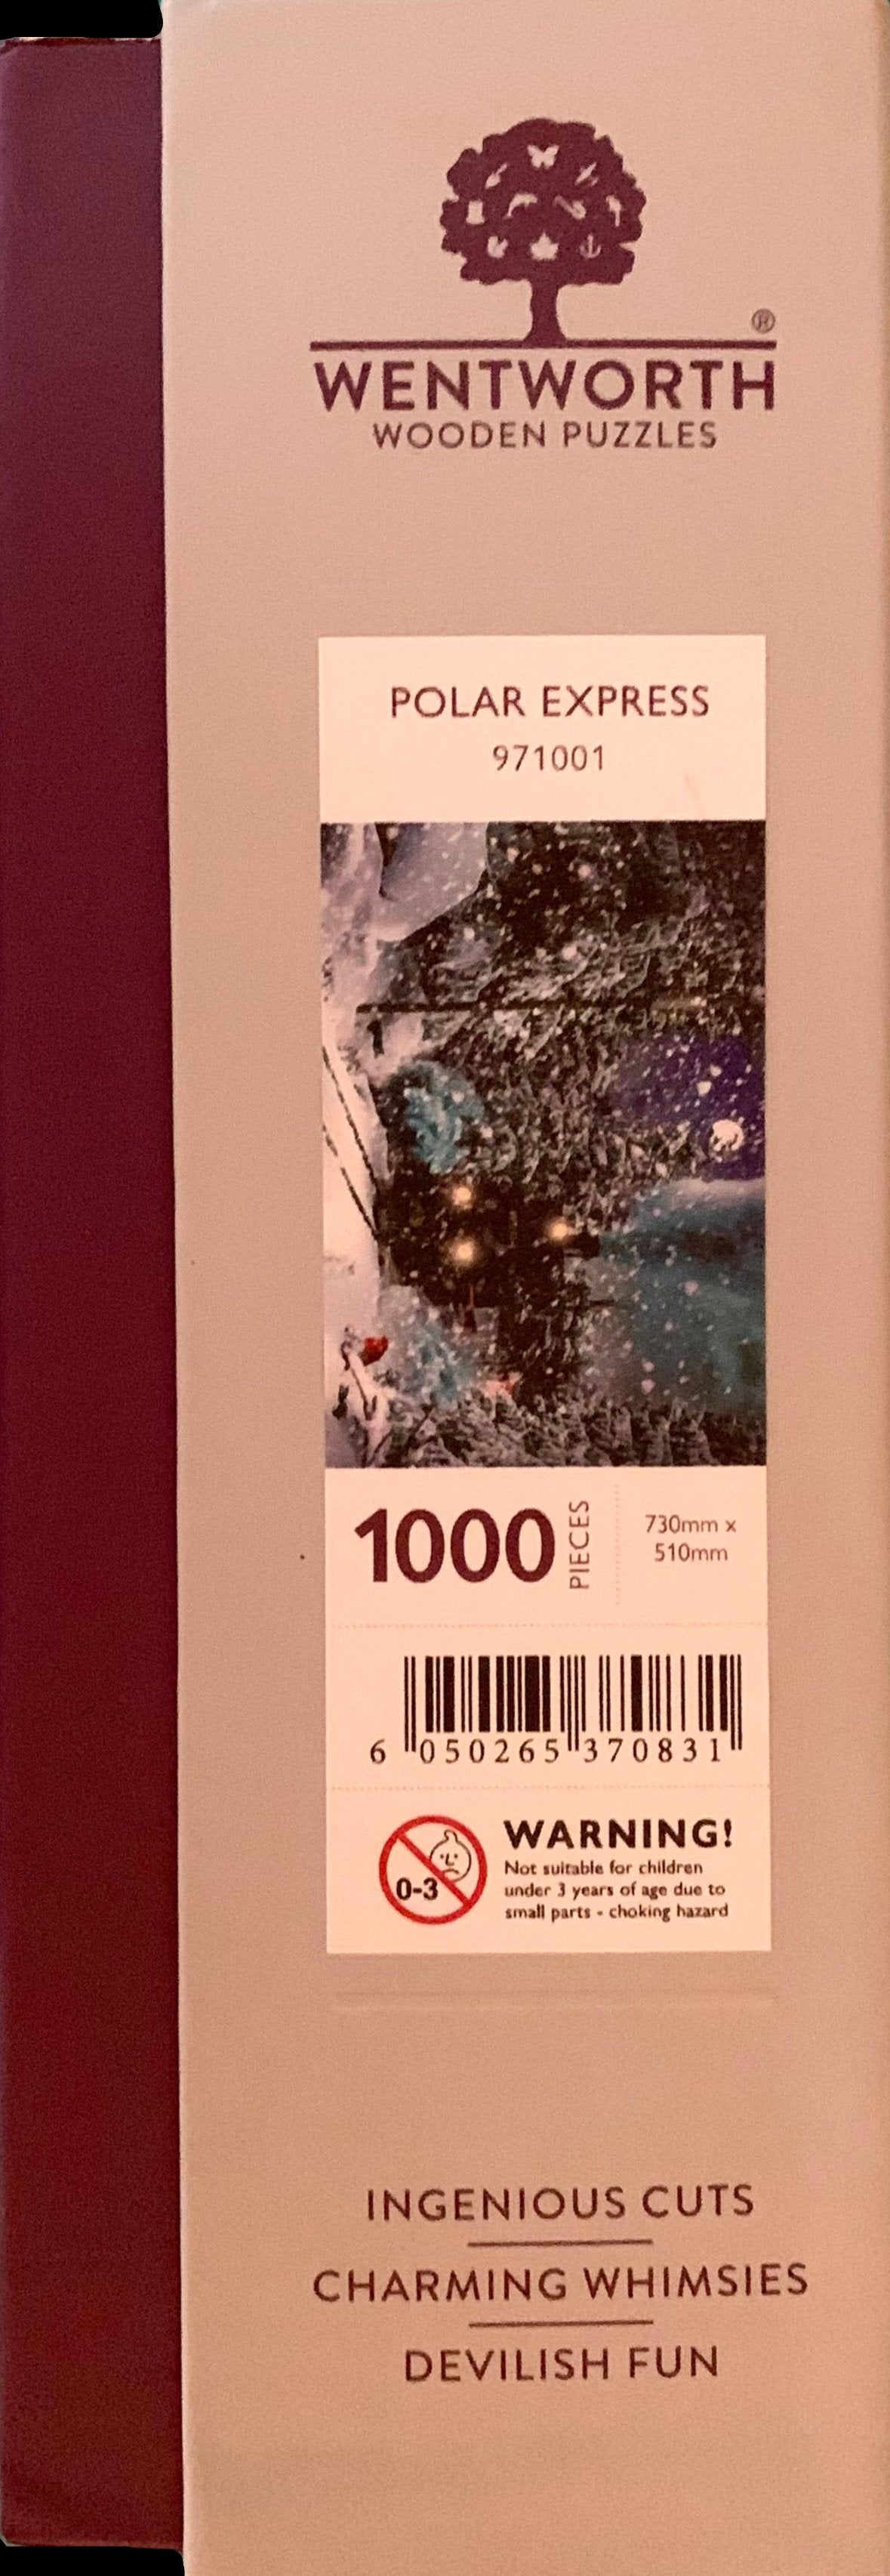 ®
WENTWORTH
WOODEN PUZZLES
POLAR EXPRESS
971001
1000 PIECES
730mm x
510mm
6 050265 370831
0-3
WARNING!
Not suitable for children
under 3 years of age due to
small parts - choking hazard
INGENIOUS CUTS
CHARMING WHIMSIES
DEVILISH FUN